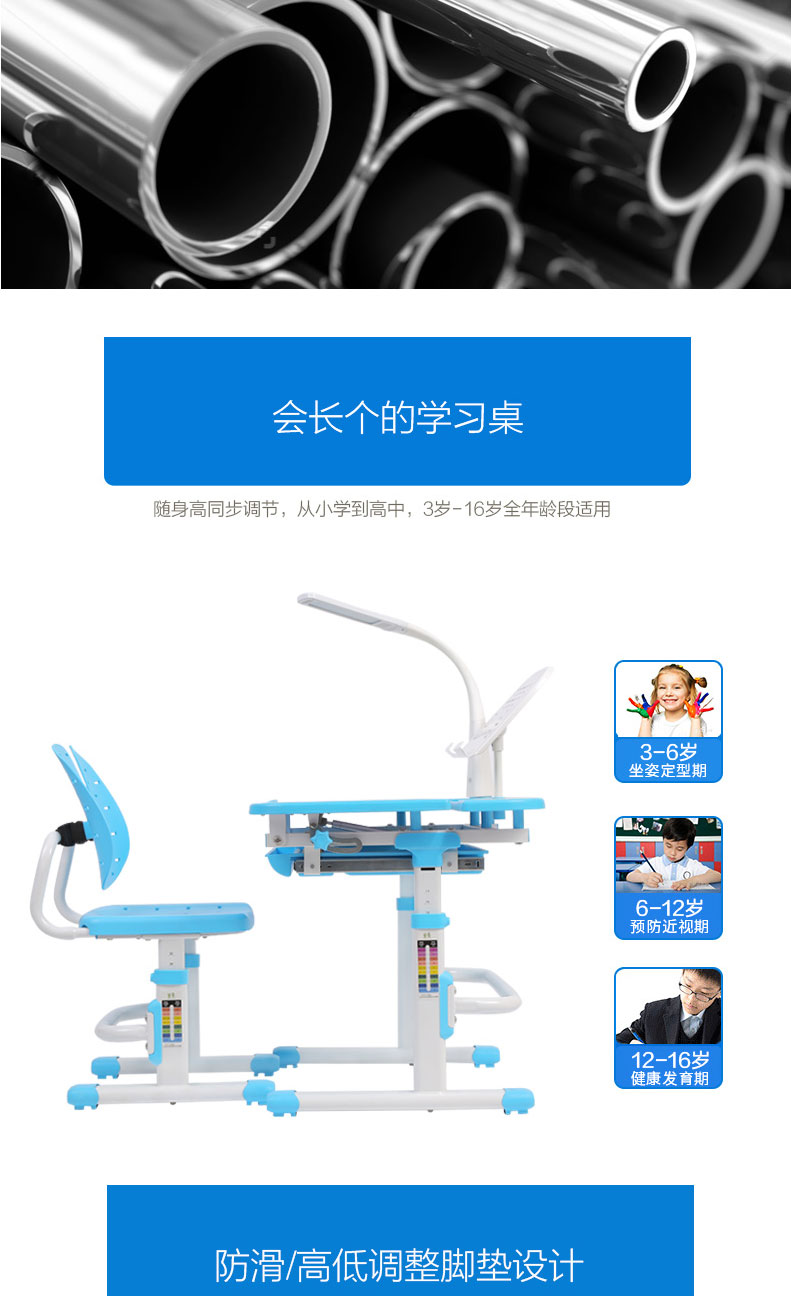 会长个的学习桌
随身高同步调节，从小学到高中，3岁-16岁全年龄段适用
3-6岁
坐姿定型期
6-12岁
预防近视期
12-16岁
健康发育期
防滑/高低调整脚垫设计